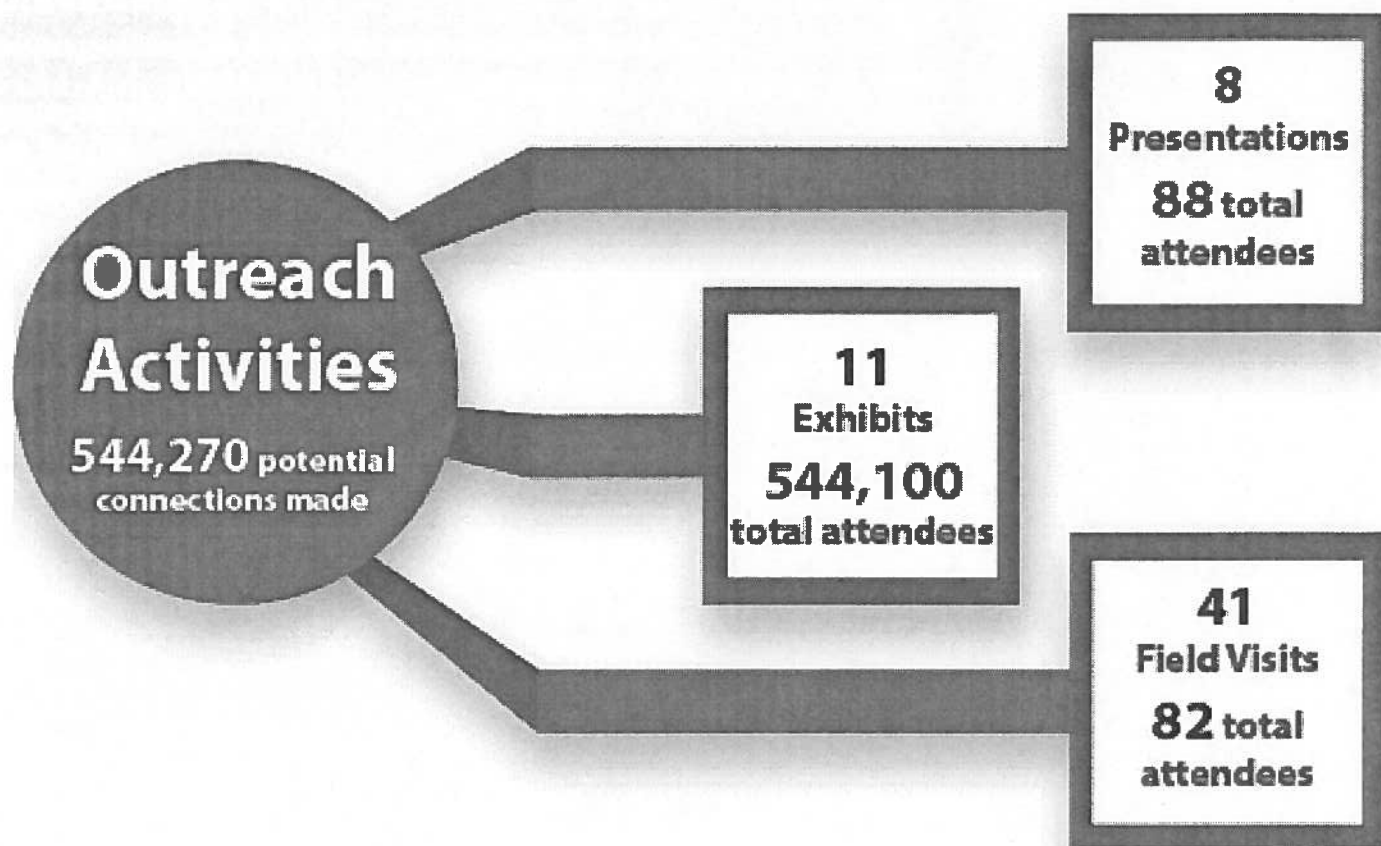 Outreach
Activities
544,270 potential
connections made
8
Presentations
88 total
attendees
11
Exhibits
544,100
total attendees
41
Field Visits
82 total
attendees